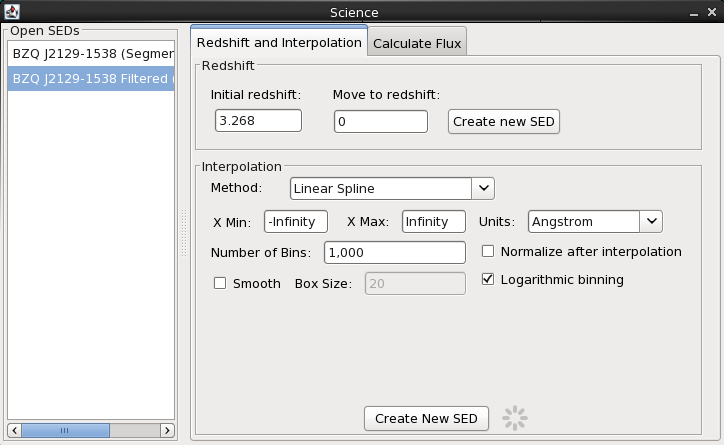 Science
Open SEDs
BZQ J2129-1538 (Segmen
BZQ J2129-1538 Filtered (
Redshift and Interpolation
Calculate Flux
Redshift
Initial redshift:
Move to redshift:
3.268
0
Create new SED
Interpolation
Method:
Linear Spline
X Min:
-Infinity
X Max:
Infinity
Units:
Angstrom
Number of Bins:
1,000
Normalize after interpolation
Smooth
Box Size:
20
Logarithmic binning
Create New SED